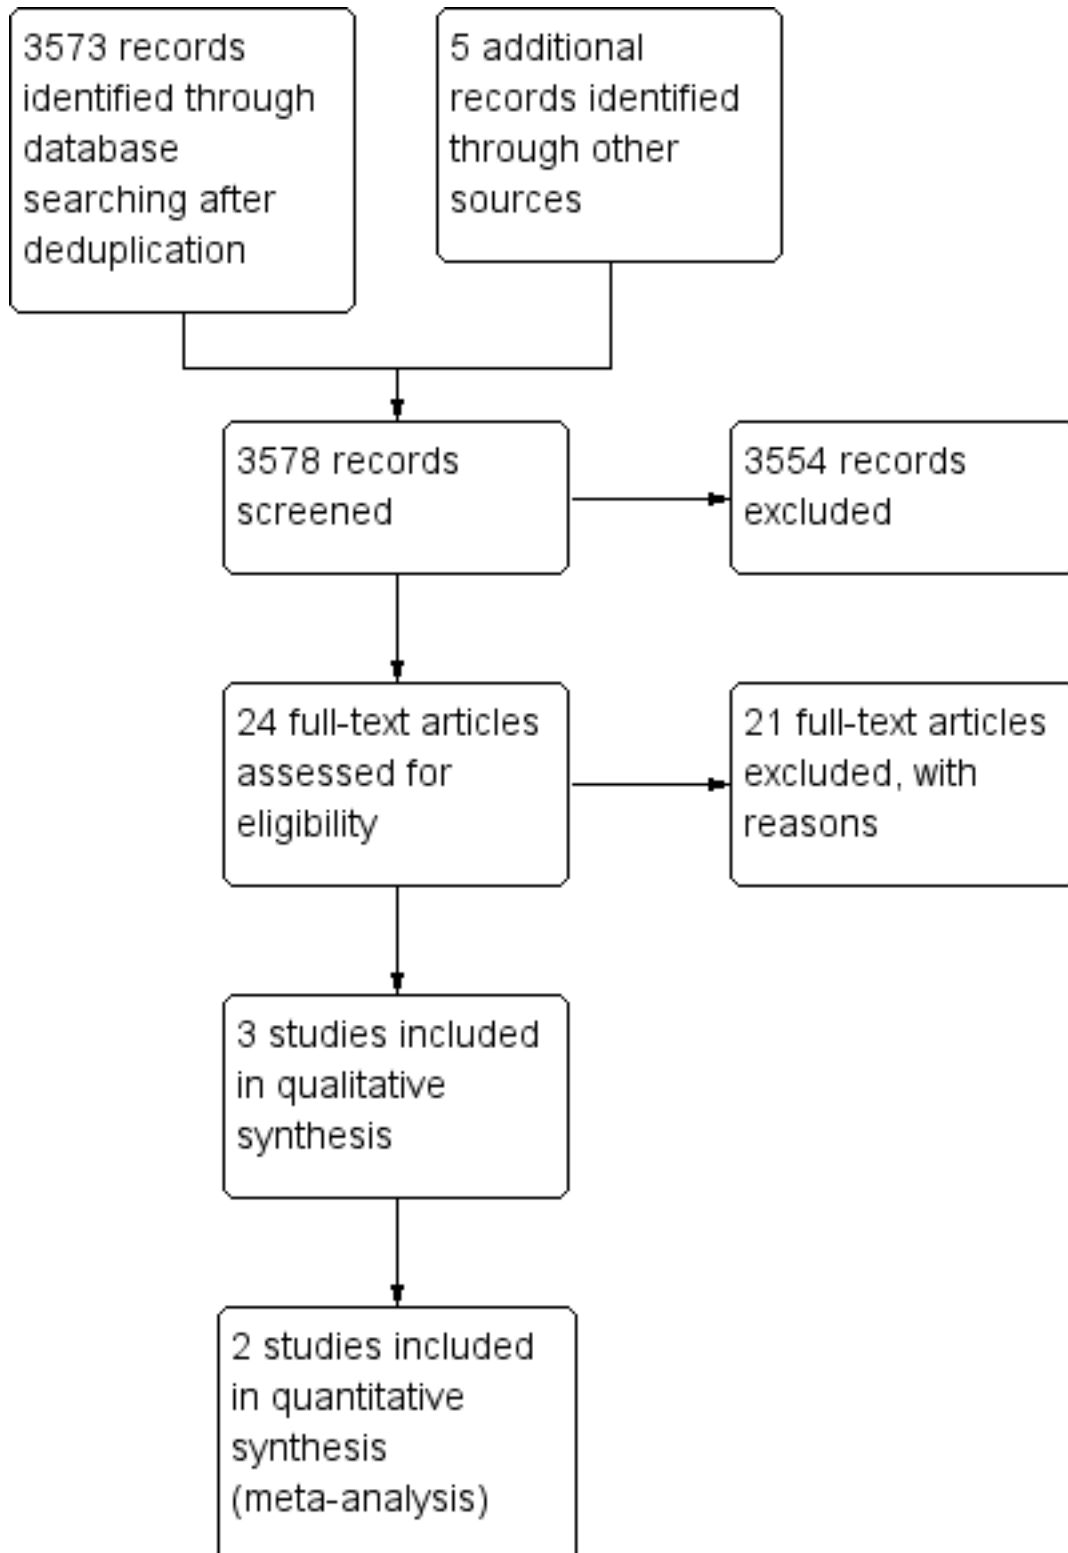 3573 records
identified through
database
searching after
deduplication
5 additional
records identified
through other
sources
3578 records
screened
3554 records
excluded
24 full-text articles
assessed for
eligibility
21 full-text articles
excluded, with
reasons
3 studies included
in qualitative
synthesis
2 studies included
in quantitative
synthesis
(meta-analysis)